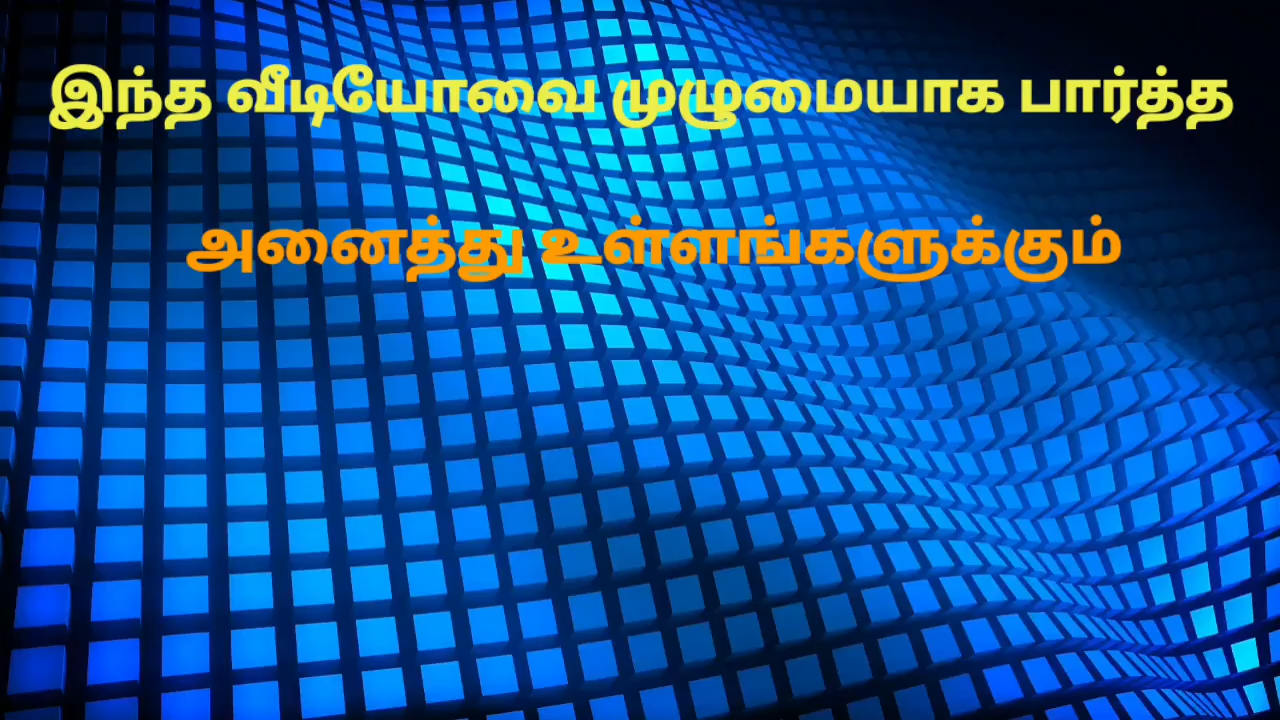 இந்த வீடியோவை முழுமையாக பார்த்த
அனைத்து உள்ளங்களுக்கும்